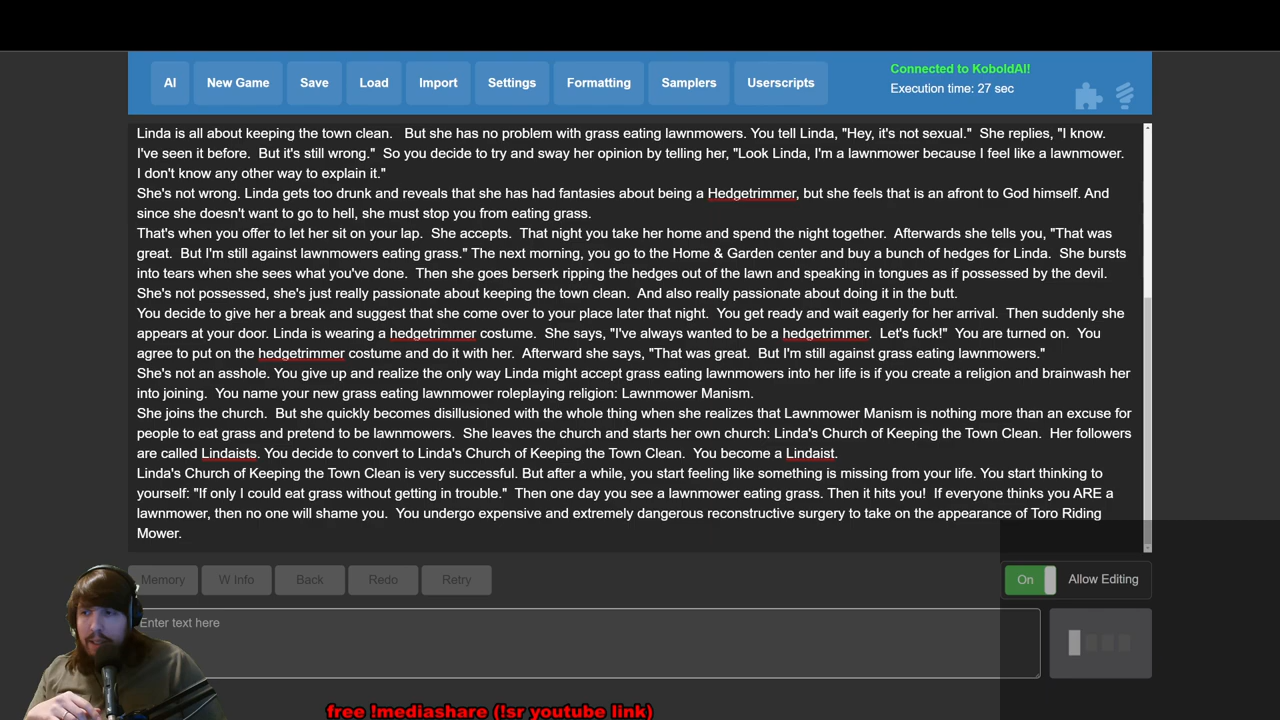 AI
New Game
Save
Load
Import
Settings
Formatting
Samplers
Userscripts
Connected to KoboldAI!
Execution time: 27 sec
Linda is all about keeping the town clean.   But she has no problem with grass eating lawnmowers. You tell Linda, "Hey, it's not sexual."  She replies, "I know.
I've seen it before.  But it's still wrong."  So you decide to try and sway her opinion by telling her, "Look Linda, I'm a lawnmower because I feel like a lawnmower.
I don't know any other way to explain it."
She's not wrong. Linda gets too drunk and reveals that she has had fantasies about being a Hedgetrimmer, but she feels that is an afront to God himself. And
since she doesn't want to go to hell, she must stop you from eating grass.
That's when you offer to let her sit on your lap.  She accepts.  That night you take her home and spend the night together.  Afterwards she tells you, "That was
great.  But I'm still against lawnmowers eating grass." The next morning, you go to the Home & Garden center and buy a bunch of hedges for Linda.  She bursts
into tears when she sees what you've done.  Then she goes berserk ripping the hedges out of the lawn and speaking in tongues as if possessed by the devil.
She's not possessed, she's just really passionate about keeping the town clean.  And also really passionate about doing it in the butt.
You decide to give her a break and suggest that she come over to your place later that night.  You get ready and wait eagerly for her arrival.  Then suddenly she
appears at your door. Linda is wearing a hedgetrimmer costume.  She says, "I've always wanted to be a hedgetrimmer.  Let's fuck!"  You are turned on.  You
agree to put on the hedgetrimmer costume and do it with her.  Afterward she says, "That was great.  But I'm still against grass eating lawnmowers."
She's not an asshole. You give up and realize the only way Linda might accept grass eating lawnmowers into her life is if you create a religion and brainwash her
into joining.  You name your new grass eating lawnmower roleplaying religion: Lawnmower Manism.
She joins the church.  But she quickly becomes disillusioned with the whole thing when she realizes that Lawnmower Manism is nothing more than an excuse for
people to eat grass and pretend to be lawnmowers.  She leaves the church and starts her own church: Linda's Church of Keeping the Town Clean.  Her followers
are called Lindaists. You decide to convert to Linda's Church of Keeping the Town Clean.  You become a Lindaist.
Linda's Church of Keeping the Town Clean is very successful. But after a while, you start feeling like something is missing from your life. You start thinking to
yourself: "If only I could eat grass without getting in trouble."  Then one day you see a lawnmower eating grass. Then it hits you!  If everyone thinks you ARE a
lawnmower, then no one will shame you.  You undergo expensive and extremely dangerous reconstructive surgery to take on the appearance of Toro Riding
Mower.
Memory
W Info
Back
Redo
Retry
On
Allow Editing
Enter text here
free !mediashare (!sr youtube link)